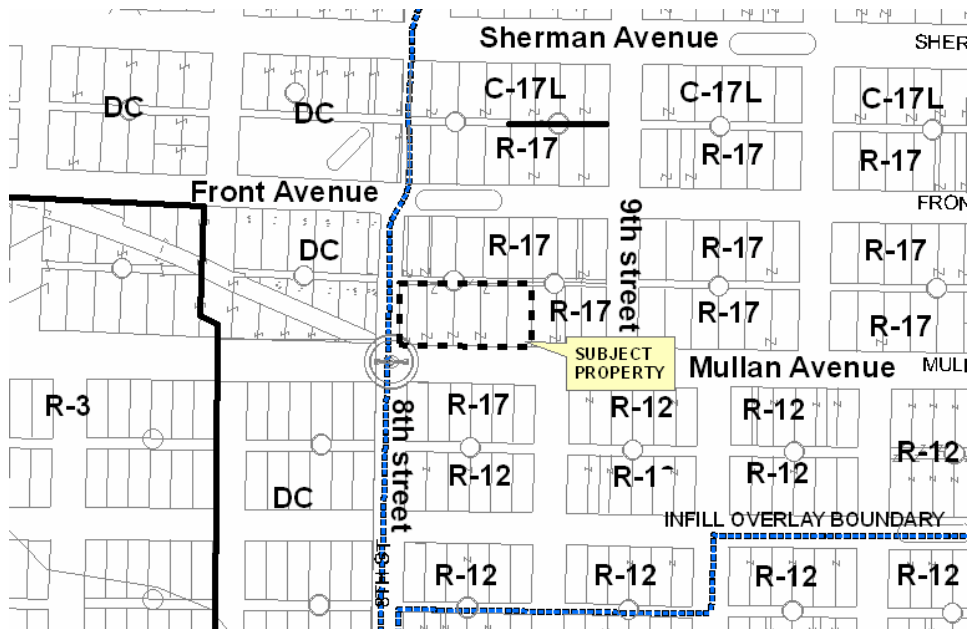 Sherman Avenue
SHER
DC
DC
C-17L
C-17L
C-17L
R-17
R-17
R-17
Front Avenue
9th street
FRON
DC
R-17
R-17
R-17
R-17
R-17
R-17
SUBJECT
PROPERTY
Mullan Avenue
MULL
R-3
8th street
R-17
R-12
R-12
R-12
R-12
R-12
DC
INFILL OVERLAY BOUNDARY
R-12
R-12
R-12
R-12